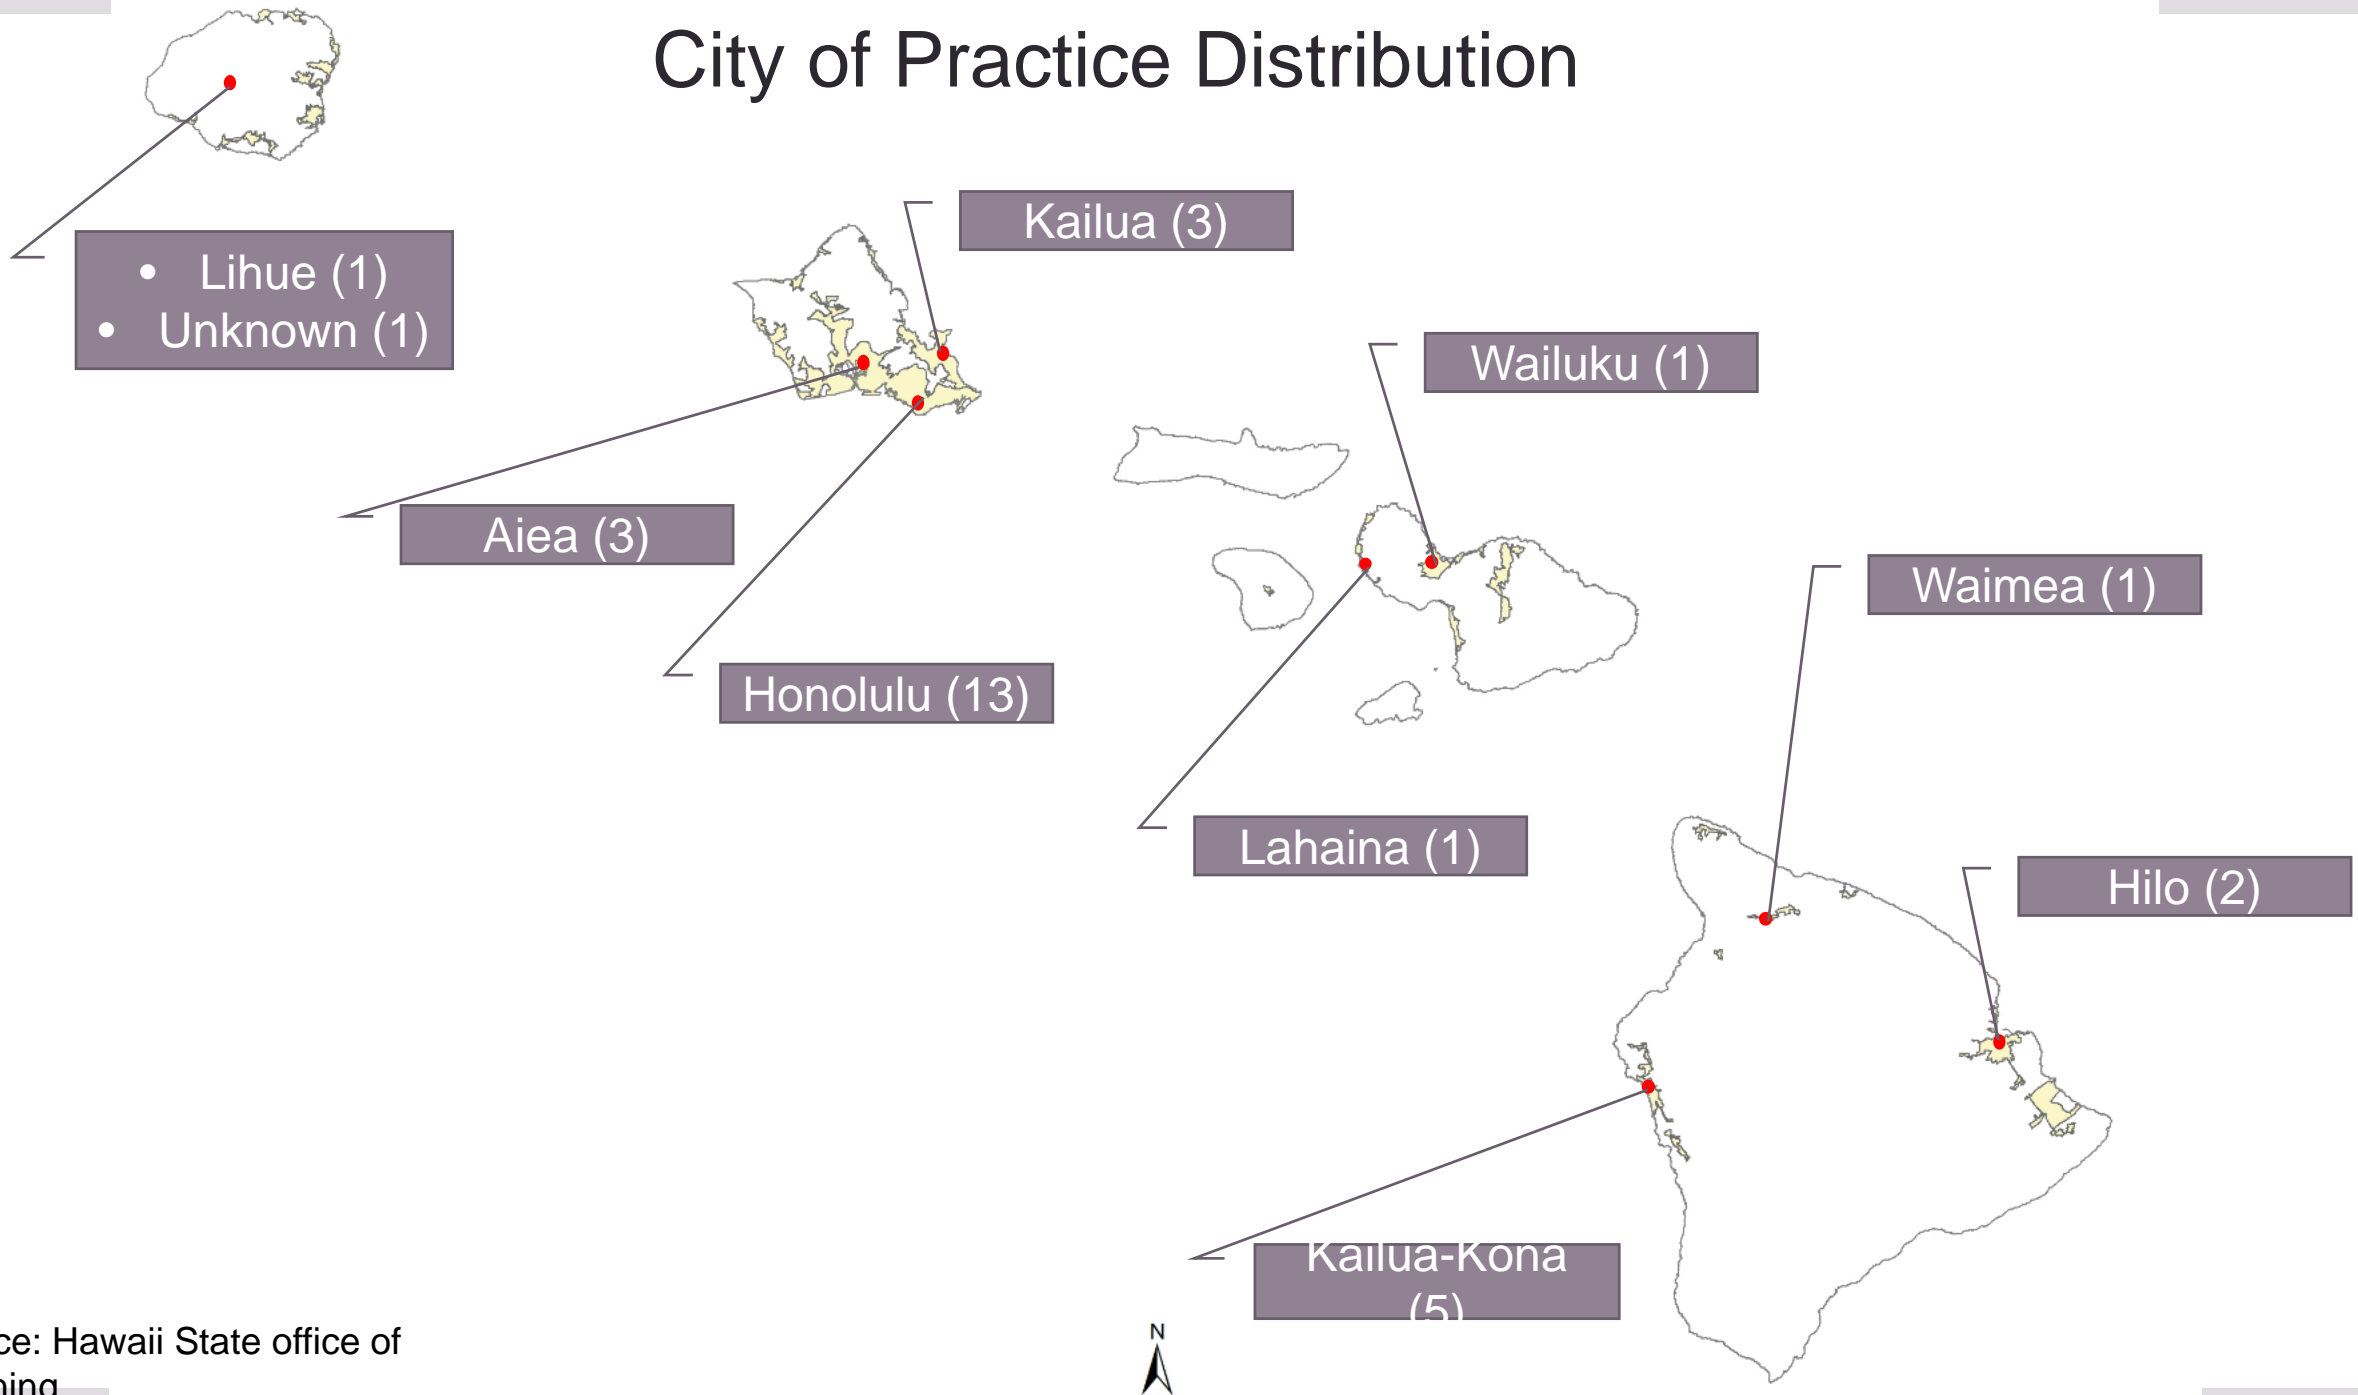 City of Practice Distribution
• Lihue (1)
• Unknown (1)
Kailua (3)
Wailuku (1)
Aiea (3)
Waimea (1)
Honolulu (13)
Lahaina (1)
Hilo (2)
Kailua-Kona
(5)
N
ce: Hawaii State office of
ning